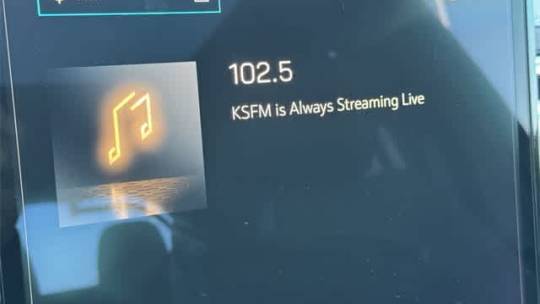 102.5
KSFM is Always Streaming Live